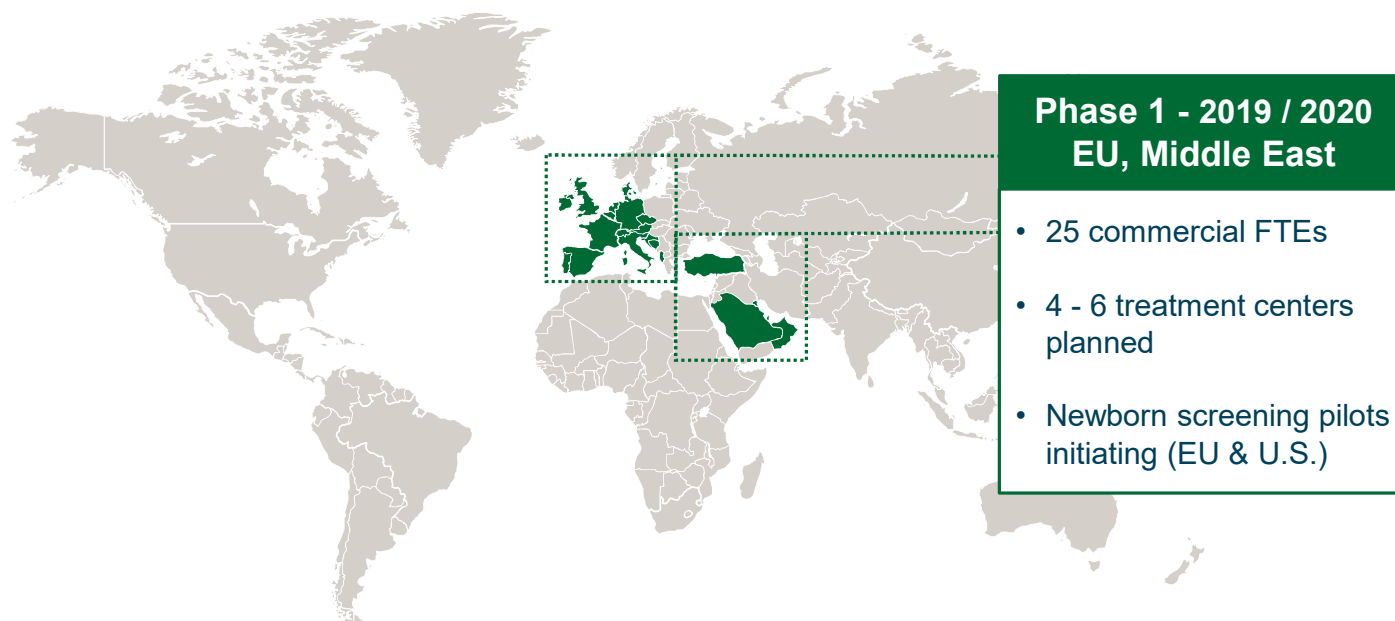 Phase 1 - 2019 / 2020
EU, Middle East
• 25 commercial FTEs
• 4 - 6 treatment centers
planned
• Newborn screening pilots
initiating (EU & U.S.)